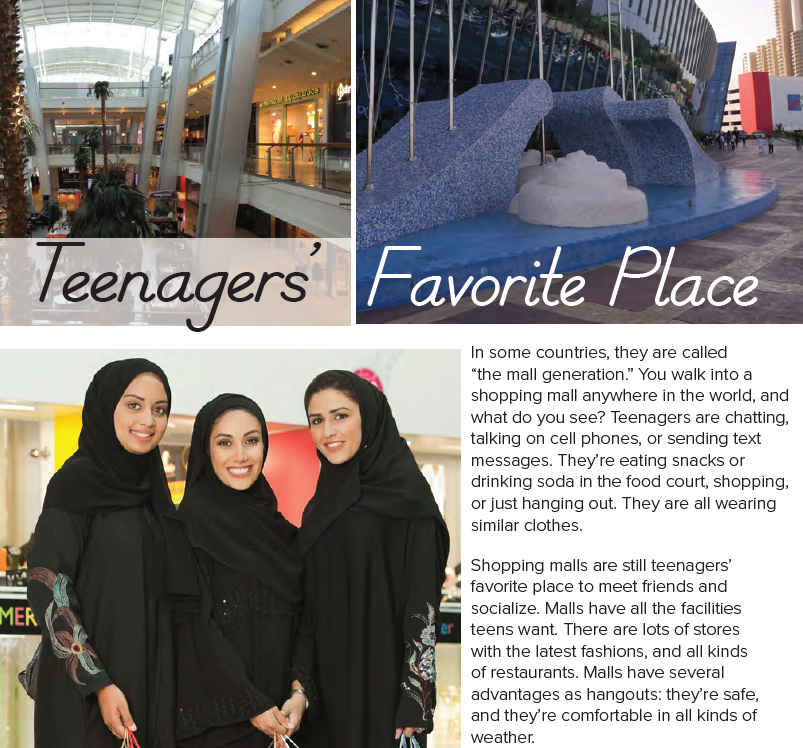 Teenagers' Favorite Place
In some countries, they are called
“the mall generation.” You walk into a
shopping mall anywhere in the world, and
what do you see? Teenagers are chatting,
talking on cell phones, or sending text
messages. They’re eating snacks or
drinking soda in the food court, shopping,
or just hanging out. They are all wearing
similar clothes.
Shopping malls are still teenagers’
favorite place to meet friends and
socialize. Malls have all the facilities
teens want. There are lots of stores
with the latest fashions, and all kinds
of restaurants. Malls have several
advantages as hangouts: they’re safe,
and they’re comfortable in all kinds of
weather.
MER
er